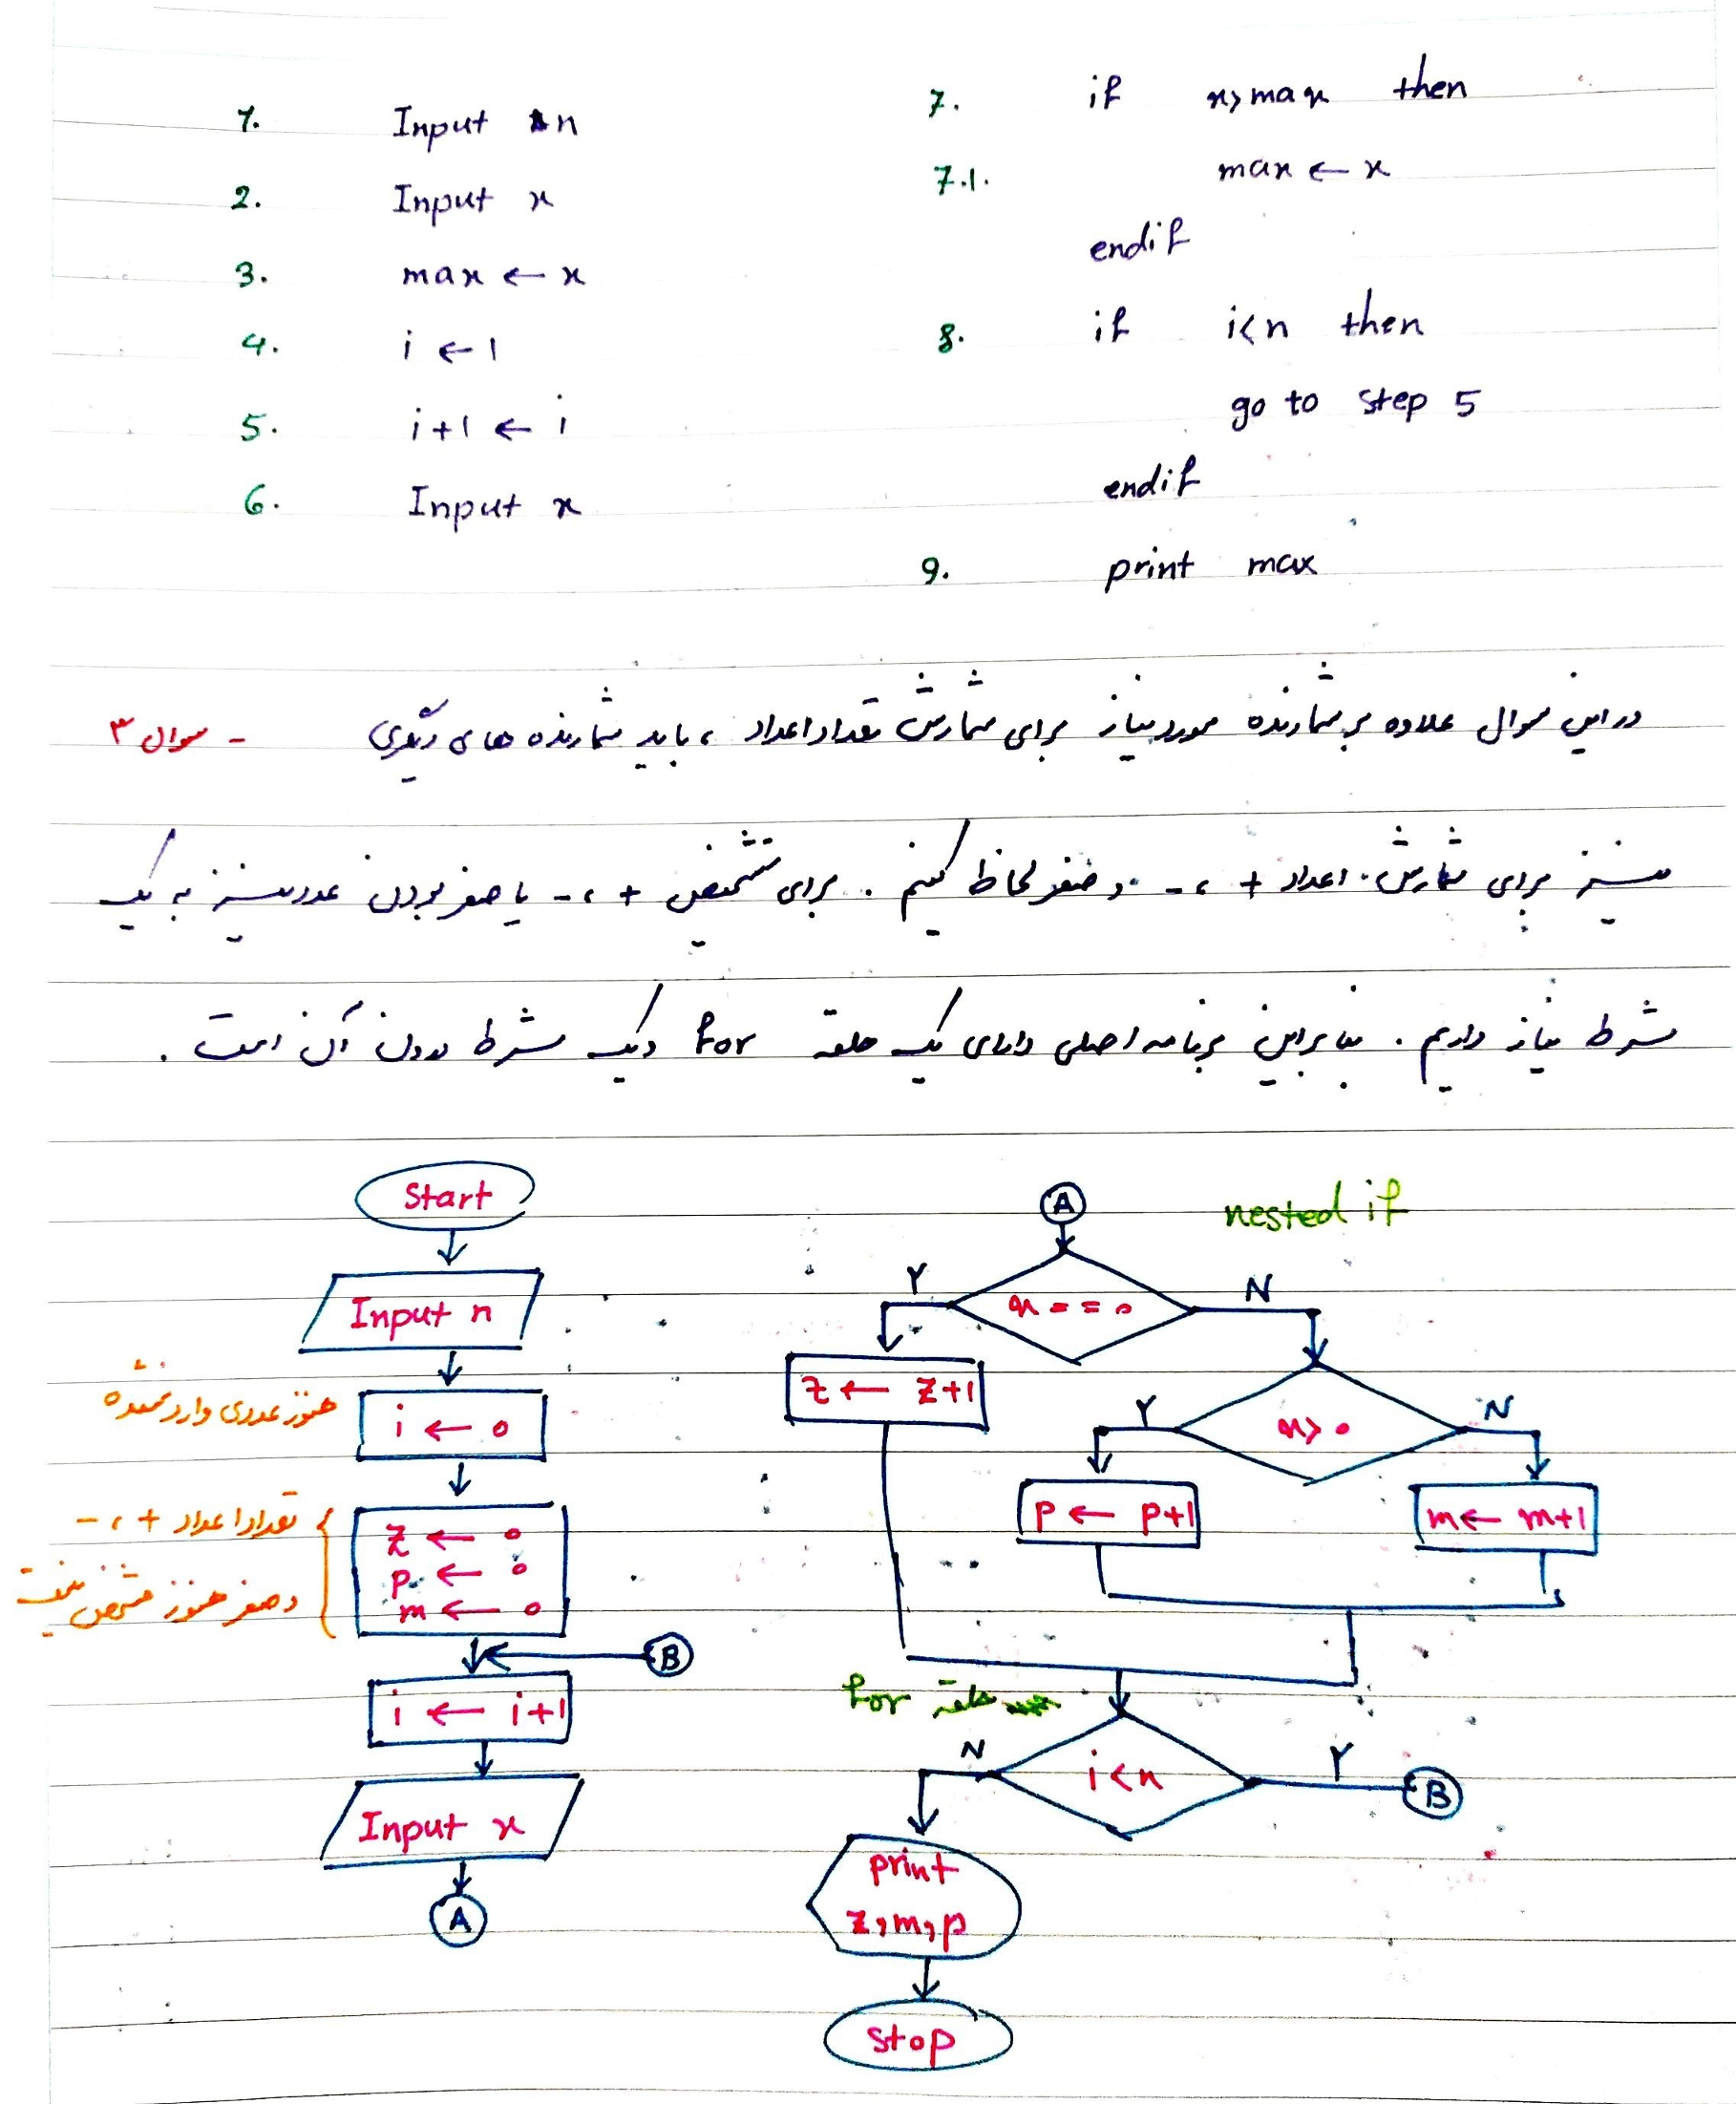 1. Input n
2. Input x
3. max ← x
4. i ← 1
5. i+1 ← i
6. Input x
7. if x>max then
7.1. max ← x
endif
8. if i<n then
go to step 5
endif
9. print max
سوال ۳ - در این سوال علاوه بر شمارنده مورد نیاز برای شمارش تعداد اعداد ، باید شمارنده های دیگری
نیز برای شمارش اعداد + ، - و صفر لحاظ کنیم . برای تشخیص + ، - یا صفر بودن عدد نیز به یک
شرط نیاز داریم . بنابراین برنامه اصلی دارای یک حلقه for و یک شرط درون آن است .
Start
Input n
هنوز عددی وارد نشده
i ← 0
تعداد اعداد + ، -
و صفر هنوز مشخص نیست
z ← 0
p ← 0
m ← 0
B
i ← i+1
Input x
A
A
nested if
x == 0
Y
N
z ← z+1
x > 0
Y
N
p ← p+1
m ← m+1
حلقه for
i<n
N
Y
B
print
z,m,p
stop